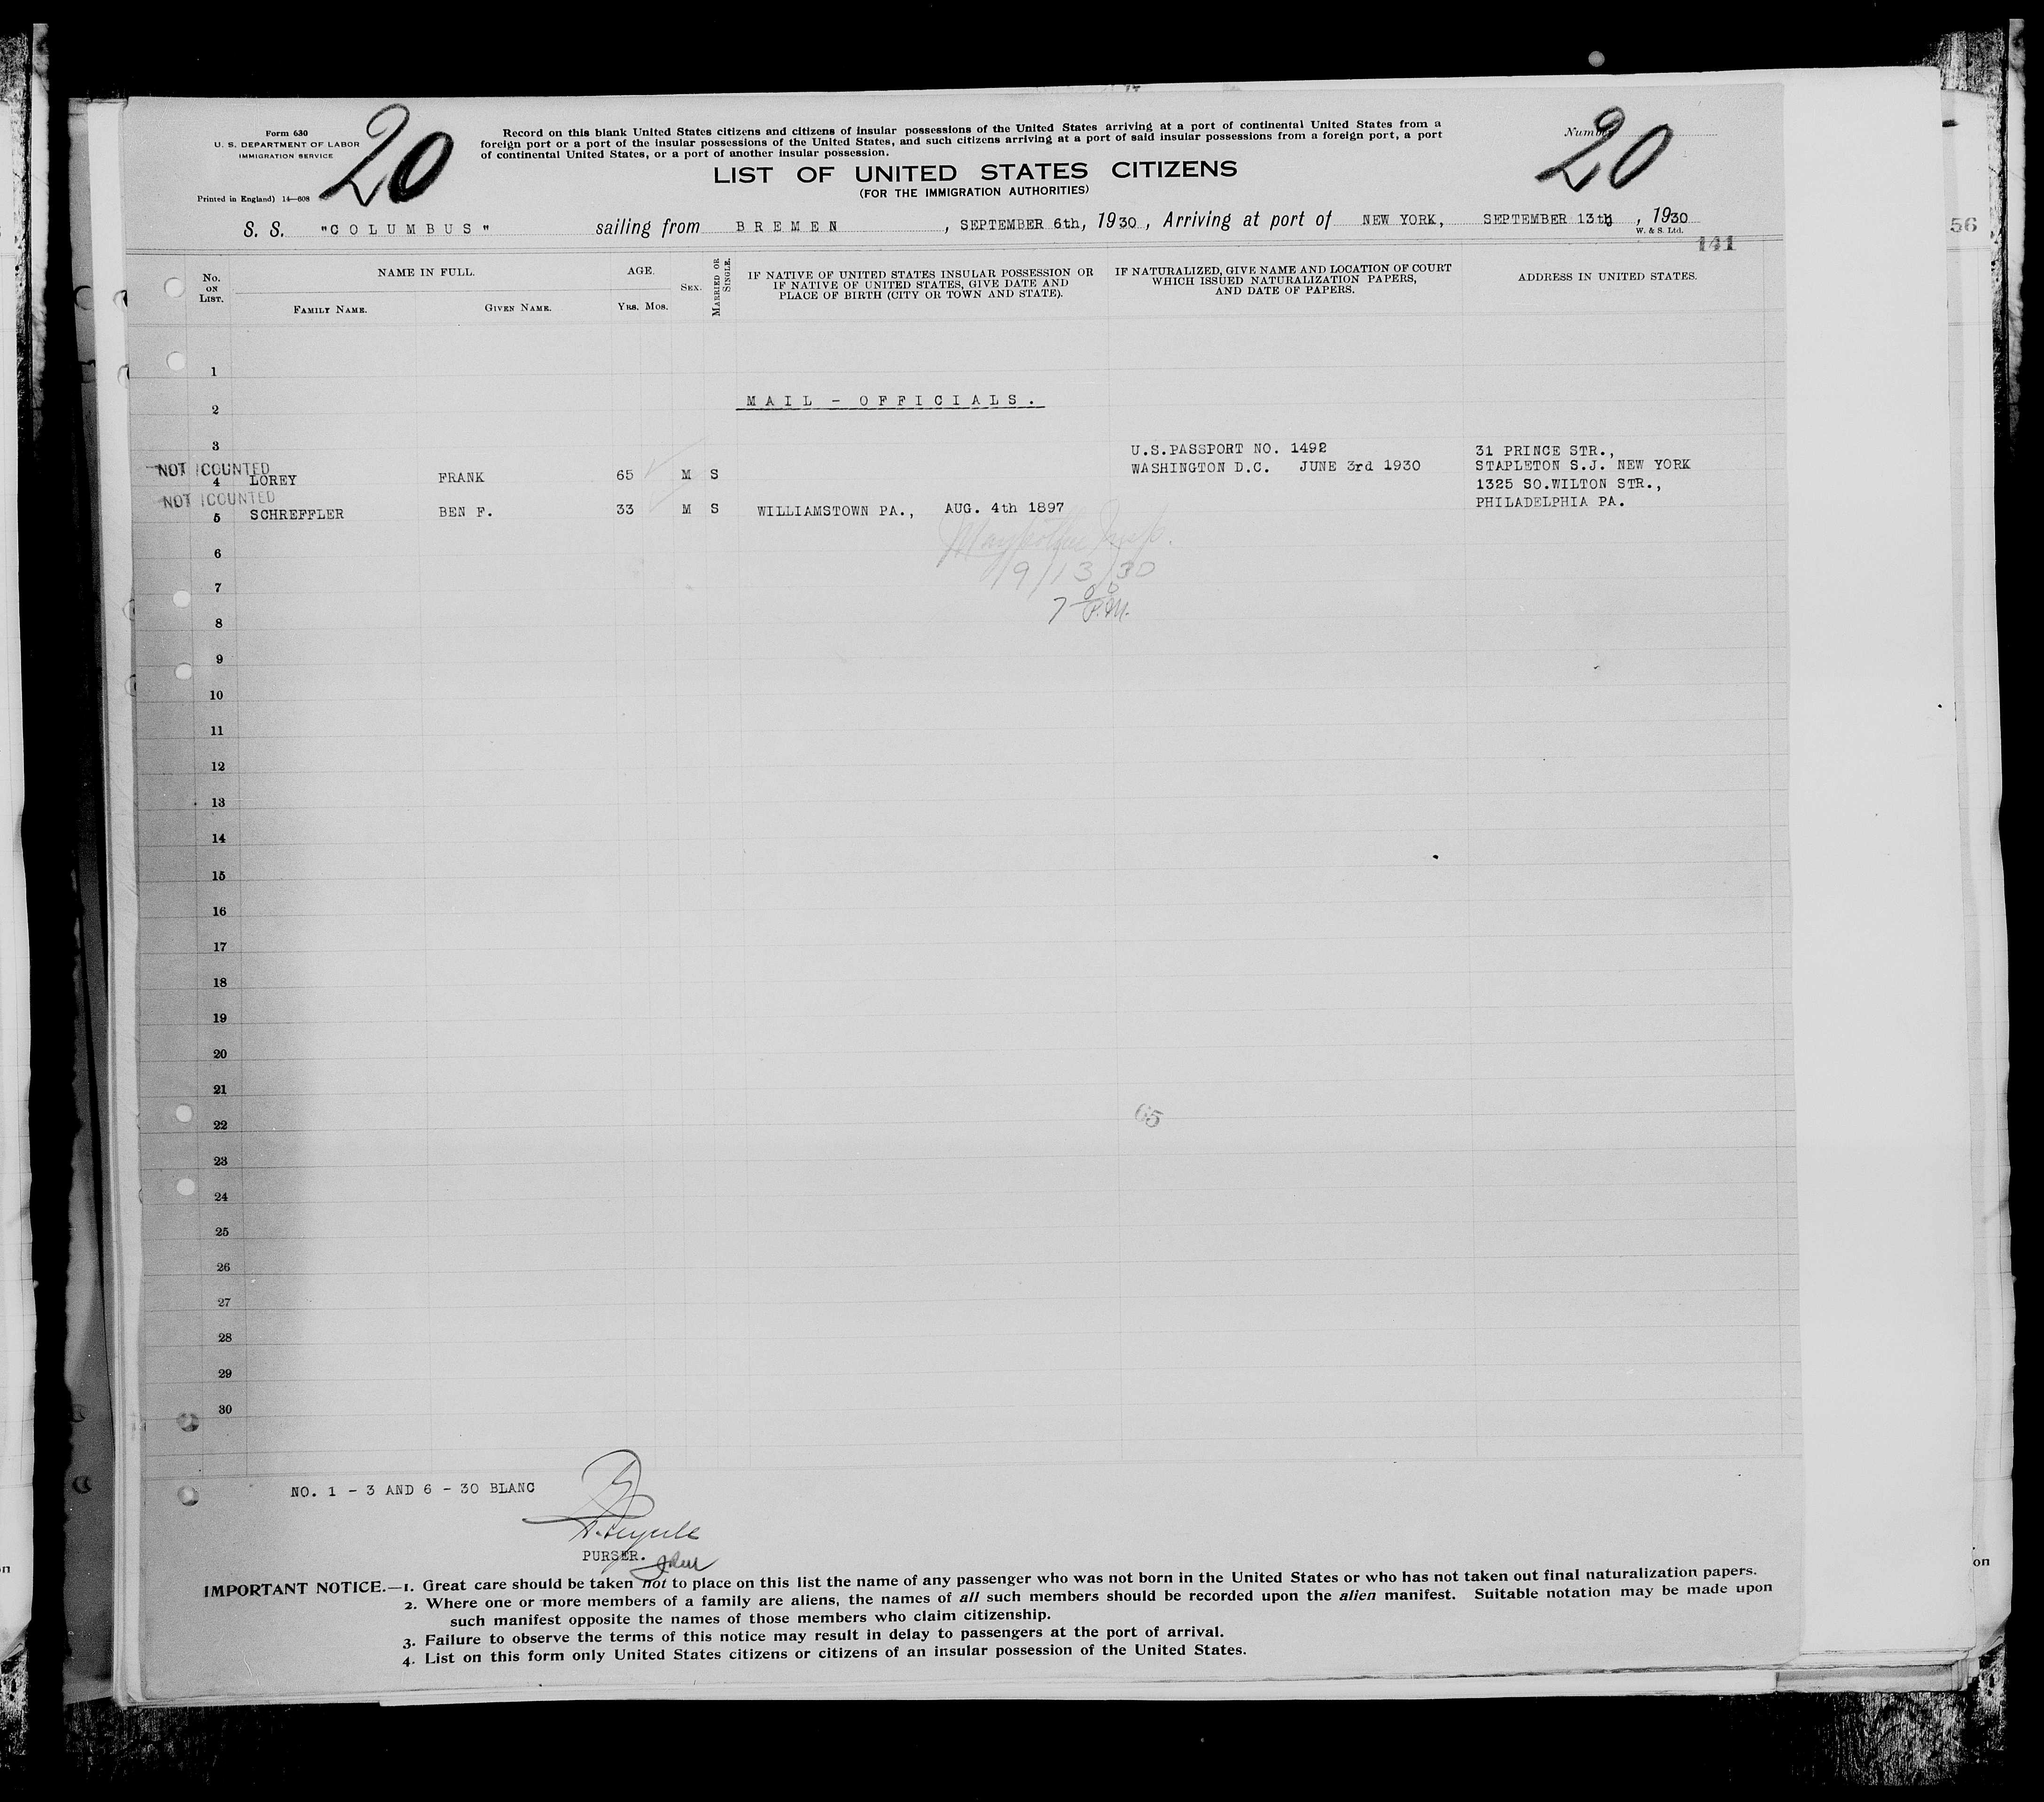 Form 630
U. S. DEPARTMENT OF LABOR
IMMIGRATION SERVICE
Printed in England) 14—608
20
Record on this blank United States citizens and citizens of insular possessions of the United States arriving at a port of continental United States from a
foreign port or a port of the insular possessions of the United States, and such citizens arriving at a port of said insular possessions from a foreign port, a port
of continental United States, or a port of another insular possession.
20
LIST OF UNITED STATES CITIZENS
(FOR THE IMMIGRATION AUTHORITIES)
S. S. "COLUMBUS" sailing from BREMEN, SEPTEMBER 6th, 1930, Arriving at port of NEW YORK, SEPTEMBER 13th, 1930
W. & S. Ltd.
141
56
No. ON LIST. NAME IN FULL. AGE. SEX. MARRIED OR SINGLE. IF NATIVE OF UNITED STATES INSULAR POSSESSION OR IF NATIVE OF UNITED STATES, GIVE DATE AND PLACE OF BIRTH (CITY OR TOWN AND STATE). IF NATURALIZED, GIVE NAME AND LOCATION OF COURT WHICH ISSUED NATURALIZATION PAPERS, AND DATE OF PAPERS. ADDRESS IN UNITED STATES.
FAMILY NAME. GIVEN NAME. YRS. MOS.
1
2 MAIL - OFFICIALS.
3 U.S.PASSPORT NO. 1492 31 PRINCE STR.,
NOT COUNTED WASHINGTON D.C. JUNE 3rd 1930 STAPLETON S.J. NEW YORK
4 LOREY FRANK 65 M S 1325 SO.WILTON STR.,
NOT COUNTED PHILADELPHIA PA.
5 SCHREFFLER BEN F. 33 M S WILLIAMSTOWN PA., AUG. 4th 1897
6
9/13/30
7
7 00 P.M.
8
9
10
11
12
13
14
15
16
17
18
19
20
21
65
22
23
24
25
26
27
28
29
30
NO. 1 - 3 AND 6 - 30 BLANC
PURSER.
IMPORTANT NOTICE.—1. Great care should be taken not to place on this list the name of any passenger who was not born in the United States or who has not taken out final naturalization papers.
2. Where one or more members of a family are aliens, the names of all such members should be recorded upon the alien manifest. Suitable notation may be made upon
such manifest opposite the names of those members who claim citizenship.
3. Failure to observe the terms of this notice may result in delay to passengers at the port of arrival.
4. List on this form only United States citizens or citizens of an insular possession of the United States.
on